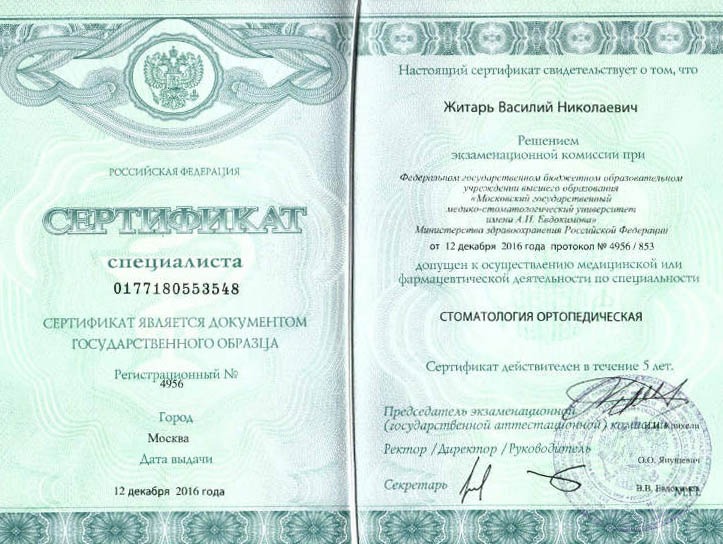 РОССИЙСКАЯ ФЕДЕРАЦИЯ
СЕРТИФИКАТ
специалиста
0177180553548
СЕРТИФИКАТ ЯВЛЯЕТСЯ ДОКУМЕНТОМ
ГОСУДАРСТВЕННОГО ОБРАЗЦА
Регистрационный №
4956
Город
Москва
Дата выдачи
12 декабря 2016 года
Настоящий сертификат свидетельствует о том, что
Житарь Василий Николаевич
Решением
экзаменационной комиссии при
Федеральном государственном бюджетном образовательном
учреждении высшего образования
«Московский государственный
медико-стоматологический университет
имени А.И. Евдокимова»
Министерства здравоохранения Российской Федерации
от 12 декабря 2016 года протокол № 4956 / 853
допущен к осуществлению медицинской или
фармацевтической деятельности по специальности
СТОМАТОЛОГИЯ ОРТОПЕДИЧЕСКАЯ
Сертификат действителен в течение 5 лет.
Председатель экзаменационной
(государственной аттестационной) комиссии
Ректор /Директор /Руководитель
О.О. Янушевич
Секретарь
М.П.